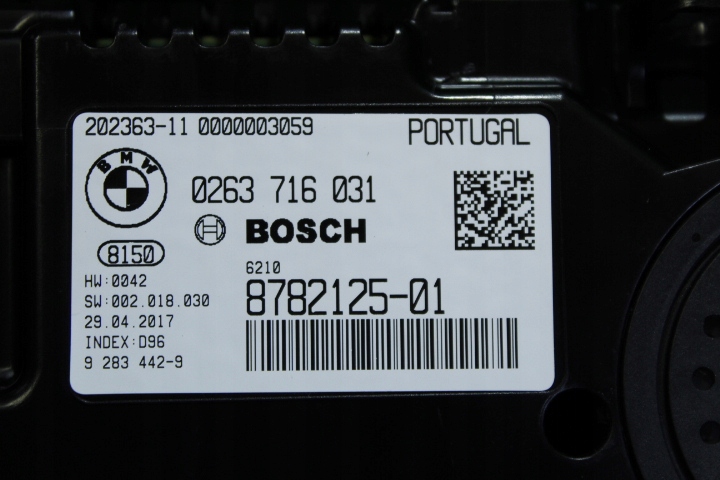 202363-11 0000003059
PORTUGAL
BMW
0263 716 031
BOSCH
8150
6210
HW:0042
8782125-01
SW:002.018.030
29.04.2017
INDEX:D96
9 283 442-9